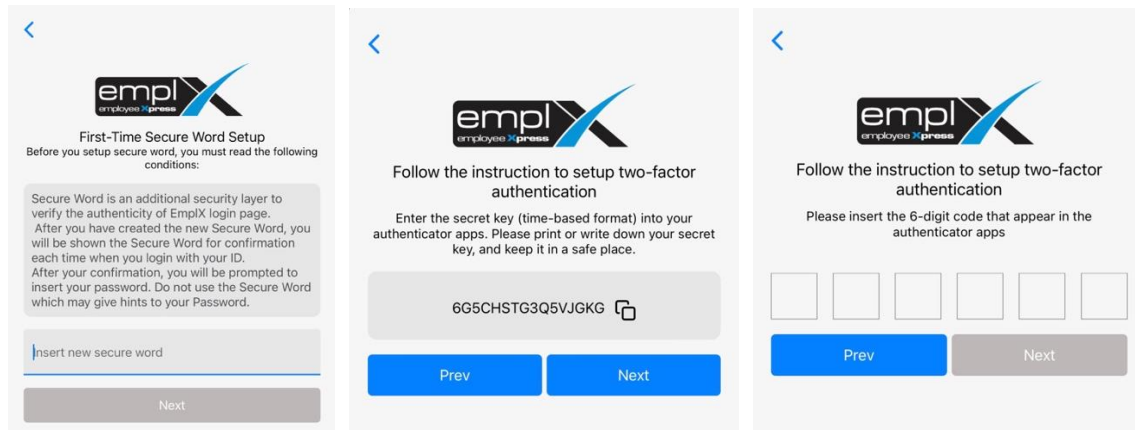 empl
employee Xpress
First-Time Secure Word Setup
Before you setup secure word, you must read the following
conditions:
Secure Word is an additional security layer to
verify the authenticity of EmplX login page.
After you have created the new Secure Word, you
will be shown the Secure Word for confirmation
each time when you login with your ID.
After your confirmation, you will be prompted to
insert your password. Do not use the Secure Word
which may give hints to your Password.
Insert new secure word
Next
emplX
employee Xpress
Follow the instruction to setup two-factor
authentication
Enter the secret key (time-based format) into your
authenticator apps. Please print or write down your secret
key, and keep it in a safe place.
6G5CHSTG3Q5VJGKG
Prev Next
emplX
employee Xpress
Follow the instruction to setup two-factor
authentication
Please insert the 6-digit code that appear in the
authenticator apps
Prev Next